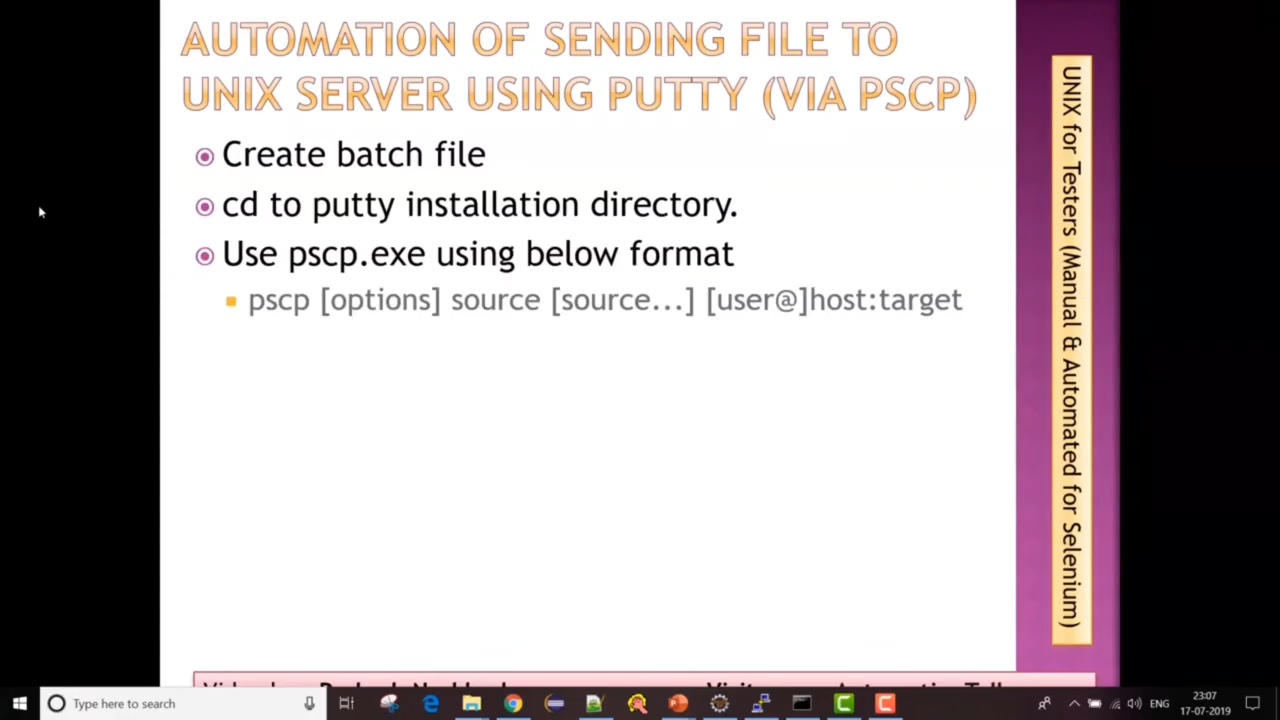 AUTOMATION OF SENDING FILE TO
UNIX SERVER USING PUTTY (VIA PSCP)
Create batch file
cd to putty installation directory.
Use pscp.exe using below format
pscp [options] source [source...] [user@]host:target
UNIX for Testers (Manual & Automated for Selenium)
Type here to search
ENG
23:07
17-07-2019